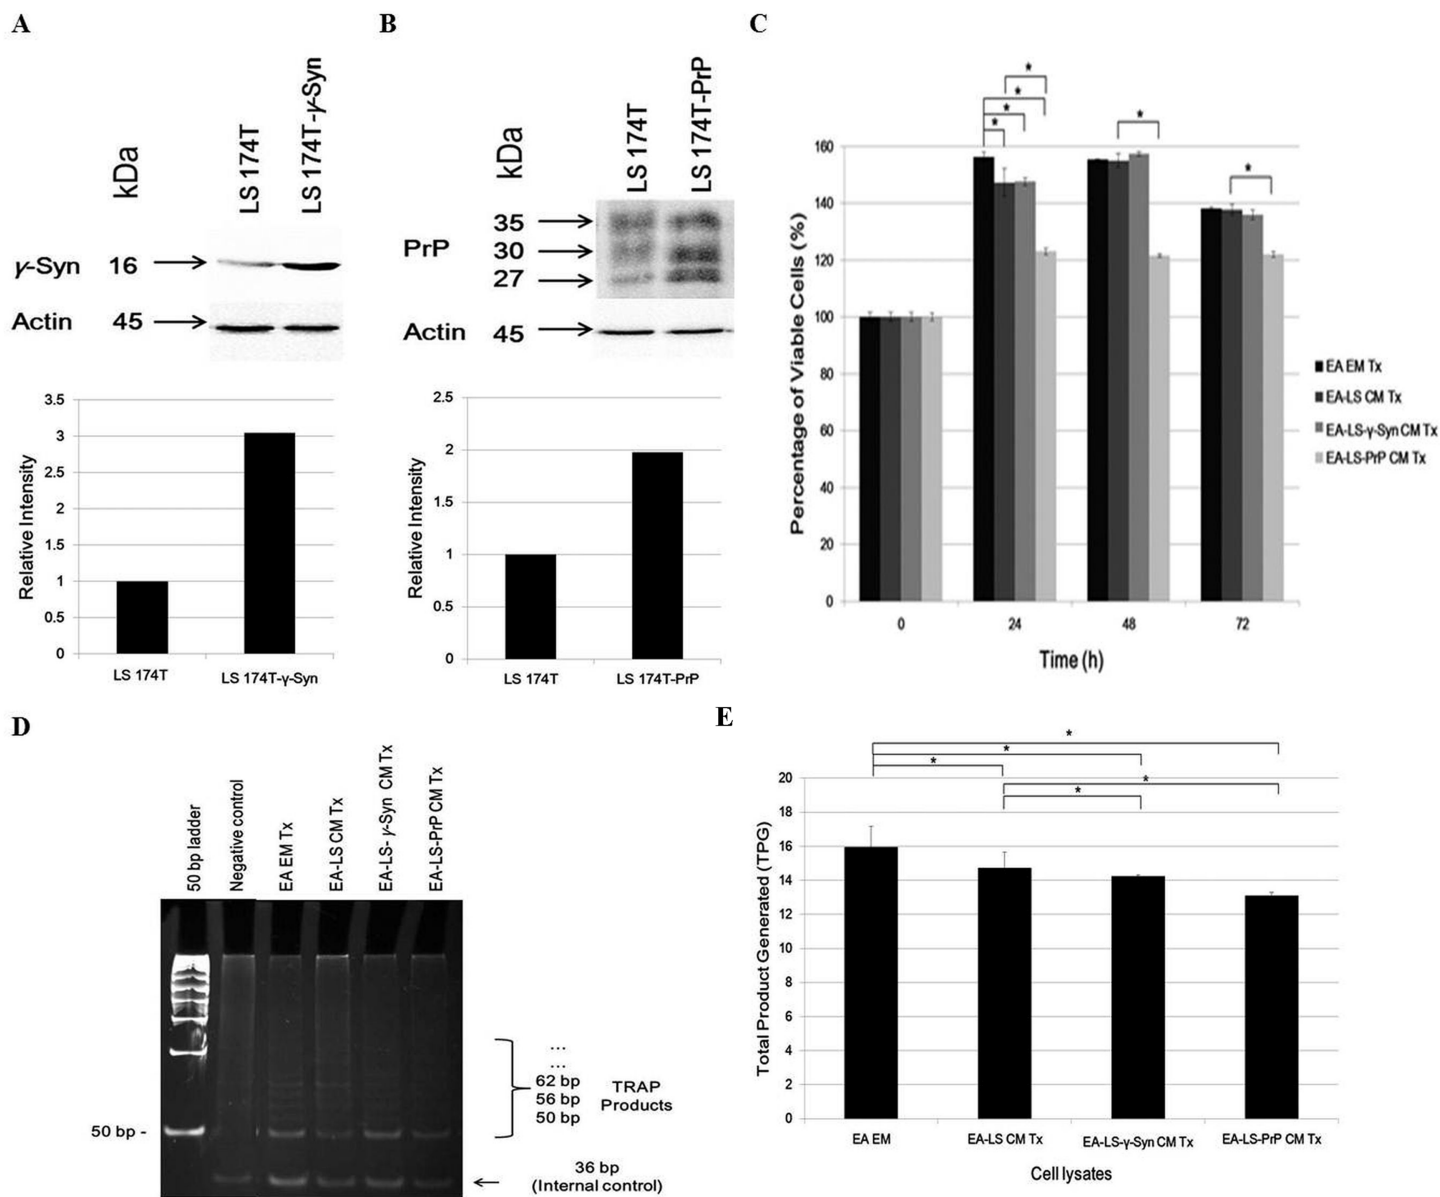 A
kDa
LS 174T
LS 174T-γ-Syn
γ-Syn 16
Actin 45
3.5
3
2.5
2
1.5
1
0.5
0
Relative Intensity
LS 174T
LS 174T-γ-Syn
B
kDa
LS 174T
LS 174T-PrP
35
PrP 30
27
Actin 45
2.5
2
1.5
1
0.5
0
Relative Intensity
LS 174T
LS 174T-PrP
C
*
*
*
*
*
*
160
140
120
100
80
60
40
20
0
Percentage of Viable Cells (%)
0
24
48
72
Time (h)
EA EM Tx
EA-LS CM Tx
EA-LS-γ-Syn CM Tx
EA-LS-PrP CM Tx
D
50 bp ladder
Negative control
EA EM Tx
EA-LS CM Tx
EA-LS- γ-Syn CM Tx
EA-LS-PrP CM Tx
...
...
62 bp
56 bp
50 bp
TRAP
Products
50 bp -
36 bp
(Internal control)
E
*
*
*
*
*
20
18
16
14
12
10
8
6
4
2
0
Total Product Generated (TPG)
EA EM
EA-LS CM Tx
EA-LS-γ-Syn CM Tx
EA-LS-PrP CM Tx
Cell lysates